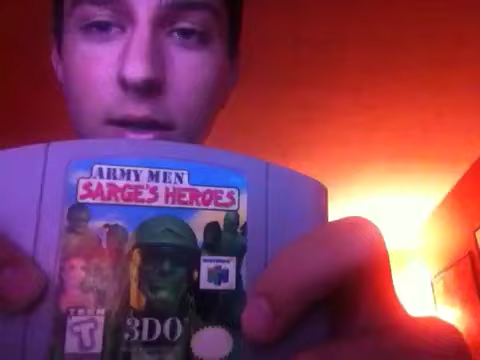 ARMY MEN
SARGE'S HEROES
NINTENDO 64
TEEN
T
3DO